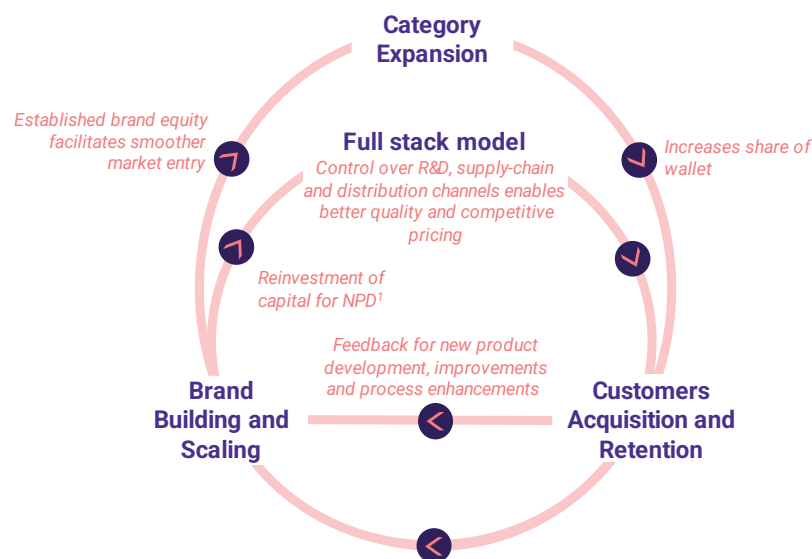 Category
Expansion
Established brand equity
facilitates smoother
market entry
Full stack model
Control over R&D, supply-chain
and distribution channels enables
better quality and competitive
pricing
Increases share of
wallet
Reinvestment of
capital for NPD¹
Feedback for new product
development, improvements
and process enhancements
Brand
Building and
Scaling
Customers
Acquisition and
Retention